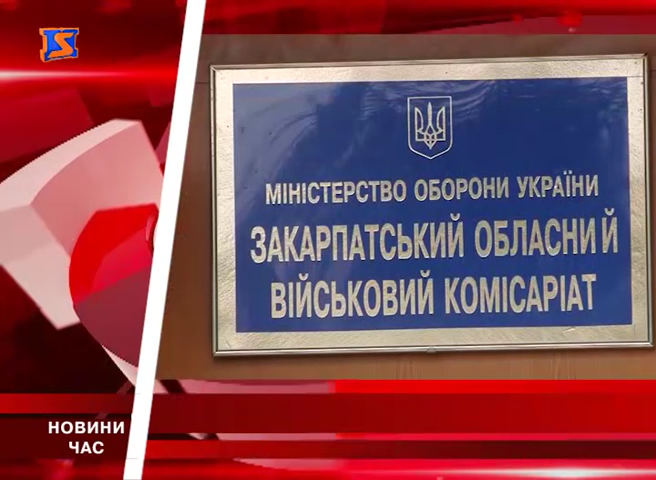 МІНІСТЕРСТВО ОБОРОНИ УКРАЇНИ
ЗАКАРПАТСЬКИЙ ОБЛАСНИЙ
ВІЙСЬКОВИЙ КОМІСАРІАТ
НОВИНИ
ЧАС